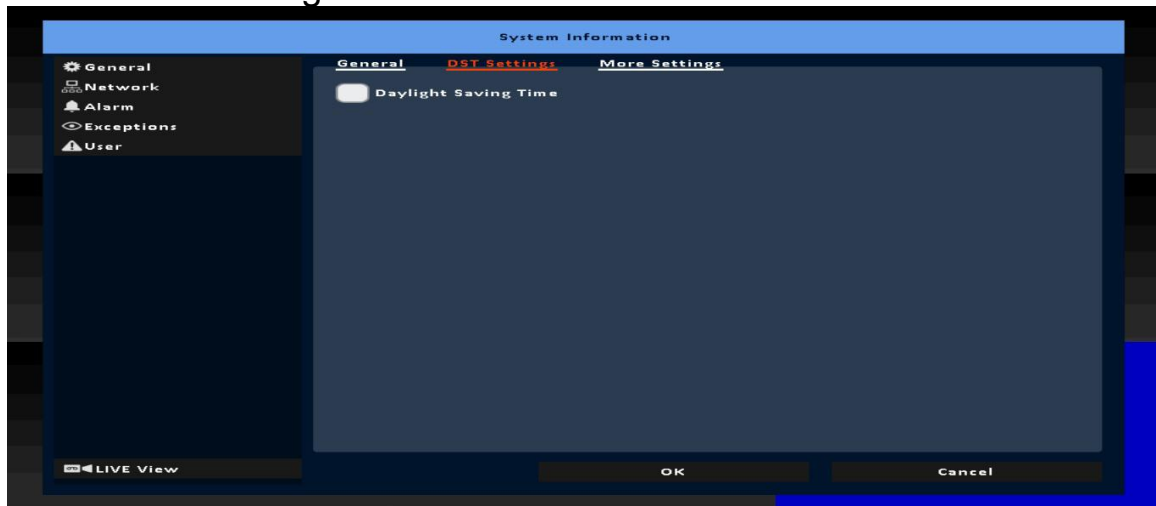 System Information
General
Network
Alarm
Exceptions
User
General DST Settings More Settings
Daylight Saving Time
LIVE View
OK Cancel